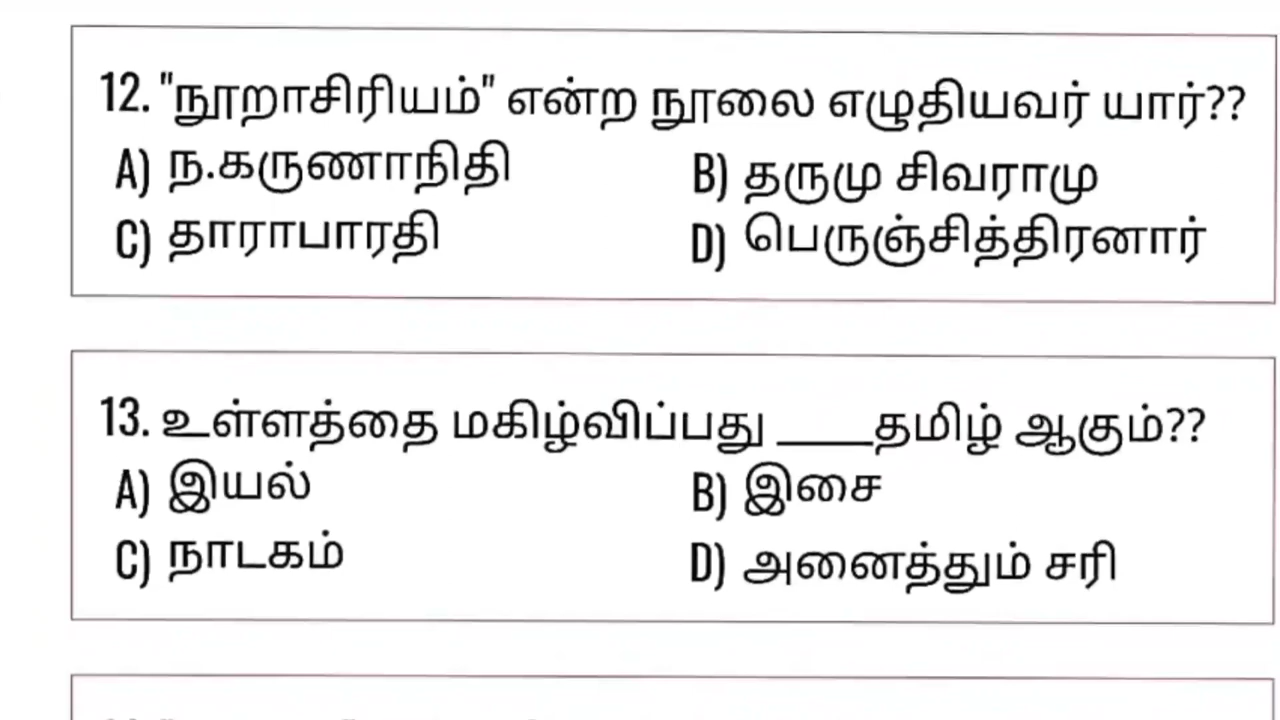 12. "நூறாசிரியம்" என்ற நூலை எழுதியவர் யார்??
A) ந.கருணாநிதி B) தருமு சிவராமு
C) தாராபாரதி D) பெருஞ்சித்திரனார்
13. உள்ளத்தை மகிழ்விப்பது _____தமிழ் ஆகும்??
A) இயல் B) இசை
C) நாடகம் D) அனைத்தும் சரி